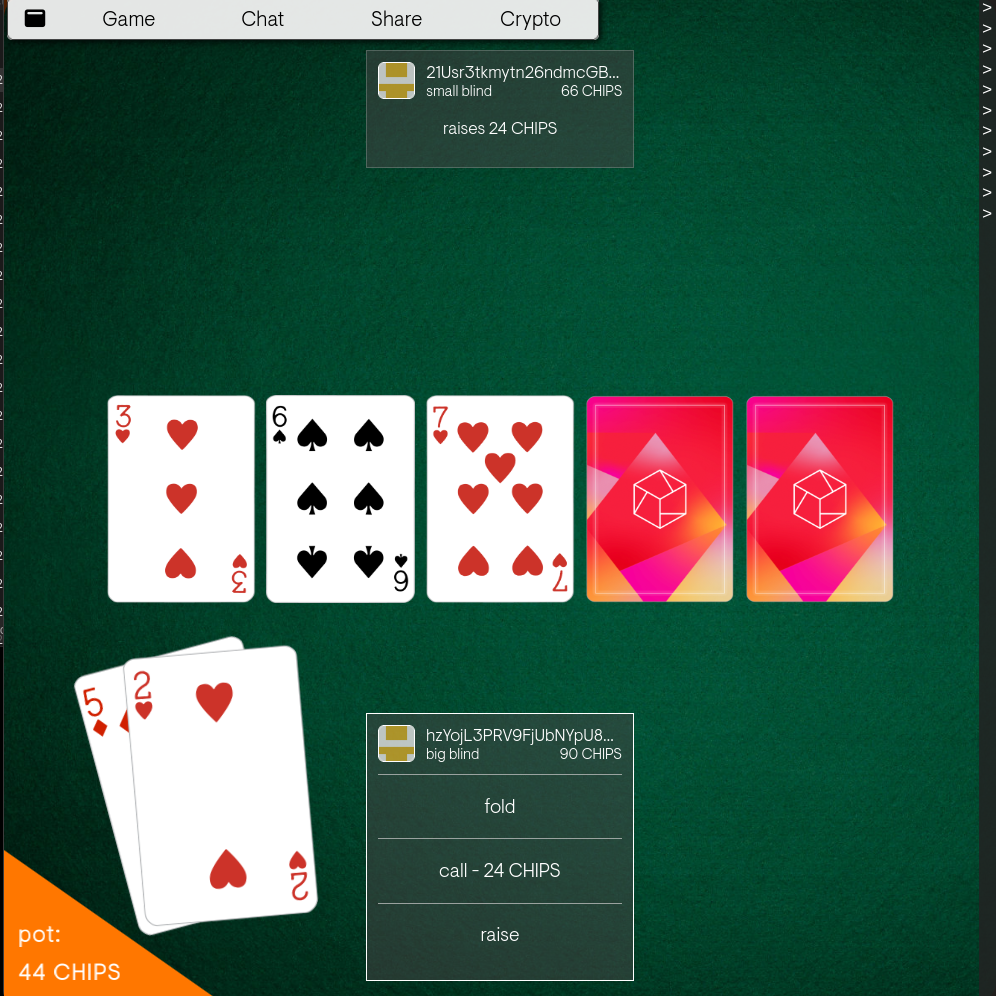 Game Chat Share Crypto
21Usr3tkmytn26ndmcGB...
small blind 66 CHIPS
raises 24 CHIPS
3 6 7
3 6 7
5 2
2
hzYojL3PRV9FjUbNYpU8...
big blind 90 CHIPS
fold
call - 24 CHIPS
raise
pot:
44 CHIPS
>
>
>
>
>
>
>
>
>
>
>